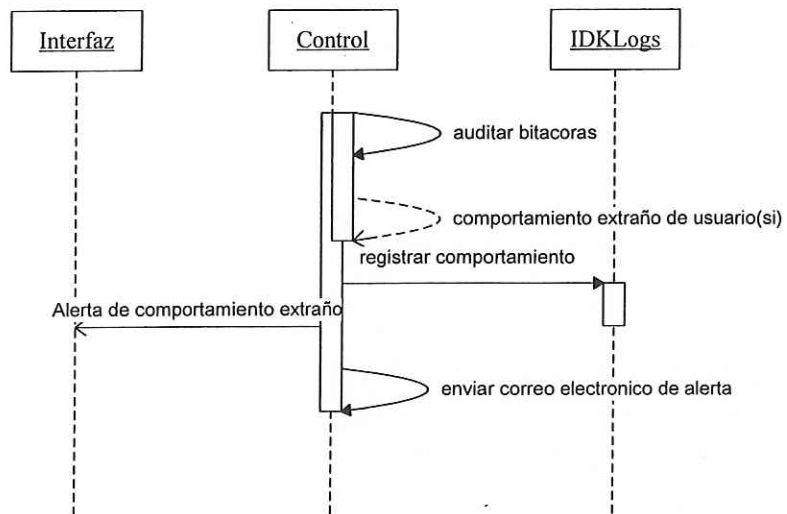 Interfaz
Control
IDKLogs
auditar bitacoras
comportamiento extraño de usuario(si)
registrar comportamiento
Alerta de comportamiento extraño
enviar correo electronico de alerta